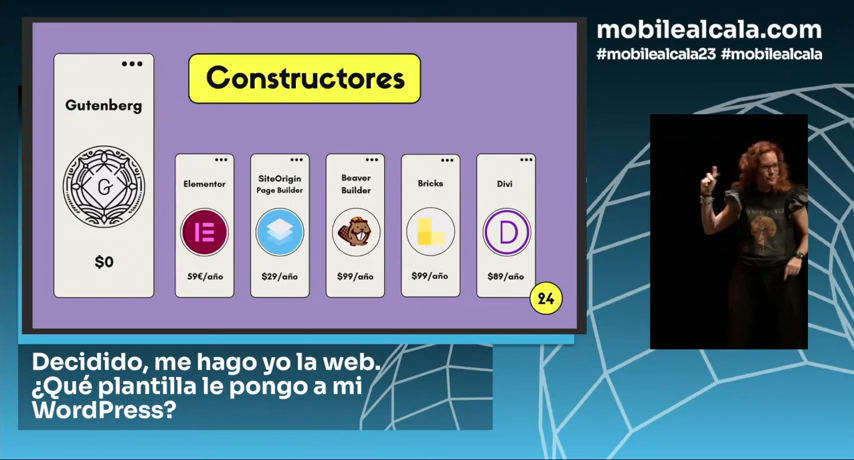 mobilealcala.com
#mobilealcala23 #mobilealcala
Constructores
Gutenberg
G
$0
Elementor
59€/año
SiteOrigin
Page Builder
$29/año
Beaver
Builder
$99/año
Bricks
$99/año
Divi
D
$89/año
24
Decidido, me hago yo la web.
¿Qué plantilla le pongo a mi
WordPress?